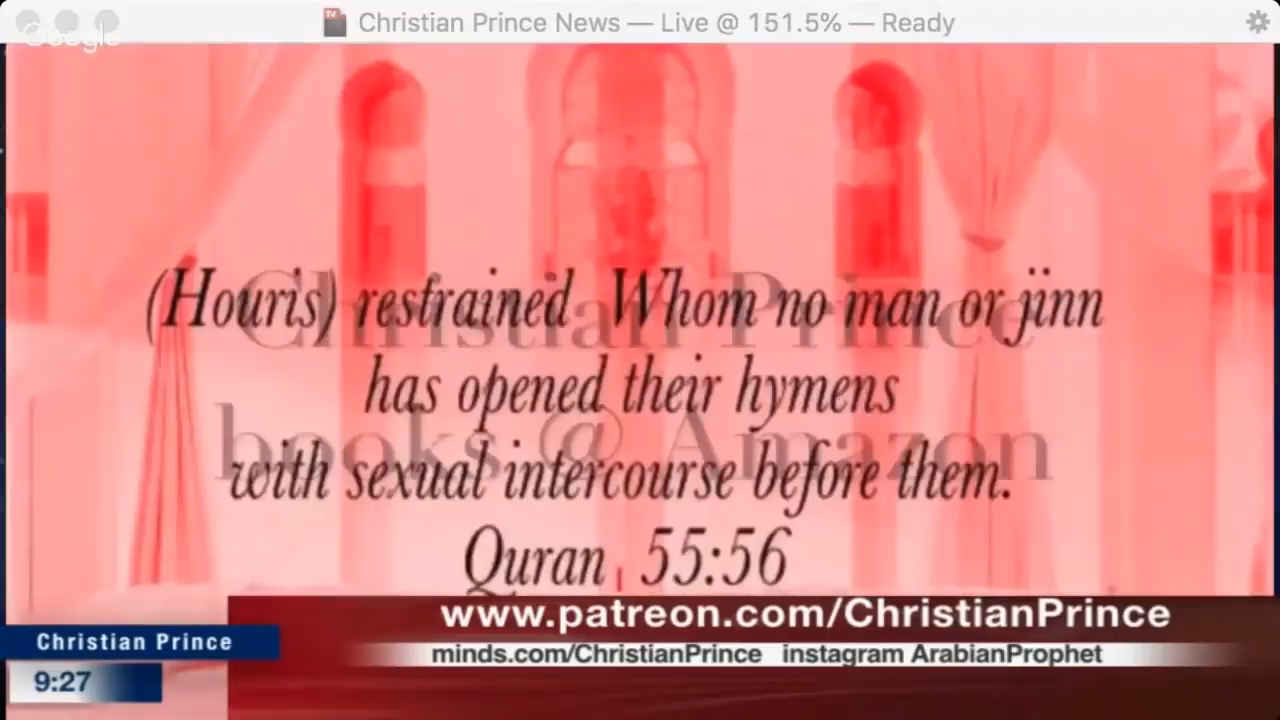 Christian Prince News — Live @ 151.5% — Ready
Google
(Houris) restrained Whom no man or jinn
Christian Prince
has opened their hymens
books @ Amazon
with sexual intercourse before them.
Quran 55:56
www.patreon.com/ChristianPrince
Christian Prince
minds.com/ChristianPrince instagram ArabianProphet
9:27
TV